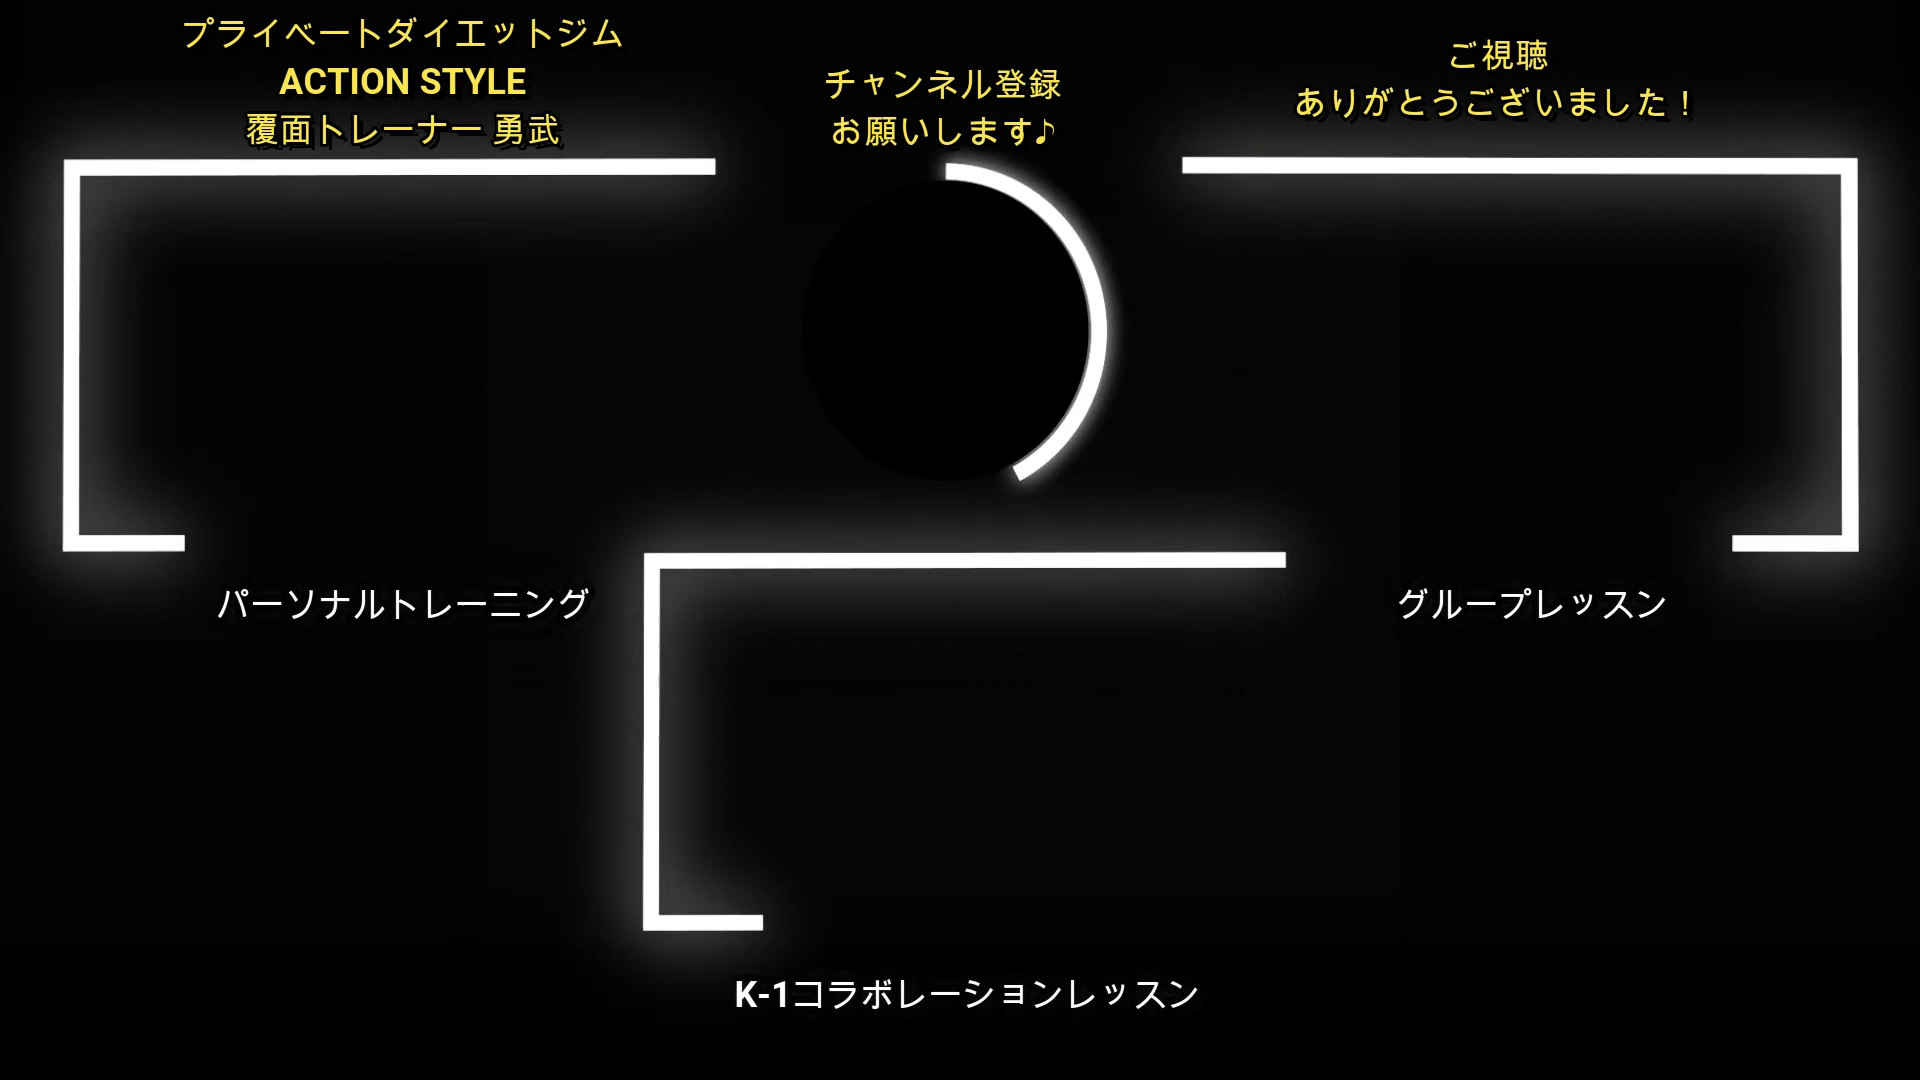 プライベートダイエットジム
ACTION STYLE
覆面トレーナー 勇武
チャンネル登録
お願いします♪
ご視聴
ありがとうございました！
パーソナルトレーニング
グループレッスン
K-1コラボレーションレッスン